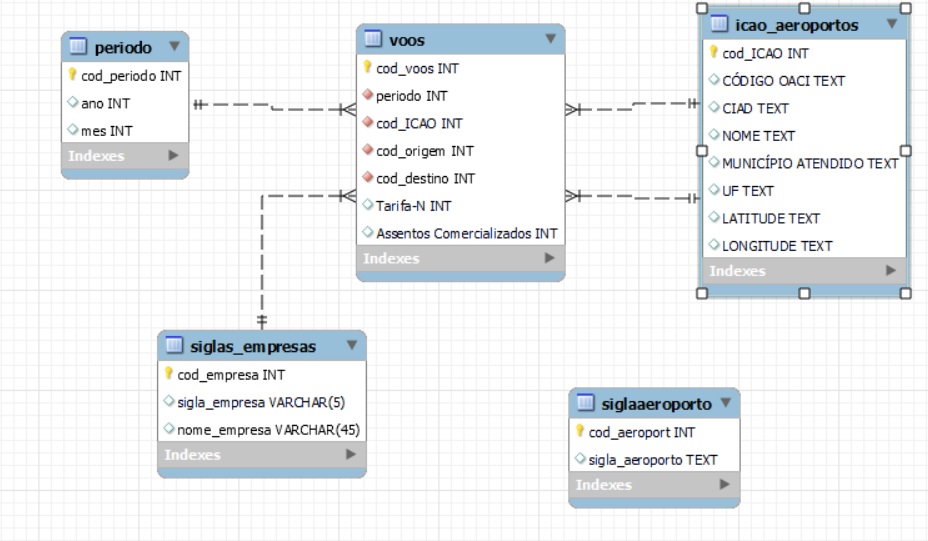 periodo
cod_periodo INT
ano INT
mes INT
Indexes
voos
cod_voos INT
periodo INT
cod_ICAO INT
cod_origem INT
cod_destino INT
Tarifa-N INT
Assentos Comercializados INT
Indexes
icao_aeroportos
cod_ICAO INT
CÓDIGO OACI TEXT
CIAD TEXT
NOME TEXT
MUNICÍPIO ATENDIDO TEXT
UF TEXT
LATITUDE TEXT
LONGITUDE TEXT
Indexes
siglas_empresas
cod_empresa INT
sigla_empresa VARCHAR(5)
nome_empresa VARCHAR(45)
Indexes
siglaaeroporto
cod_aeroport INT
sigla_aeroporto TEXT
Indexes